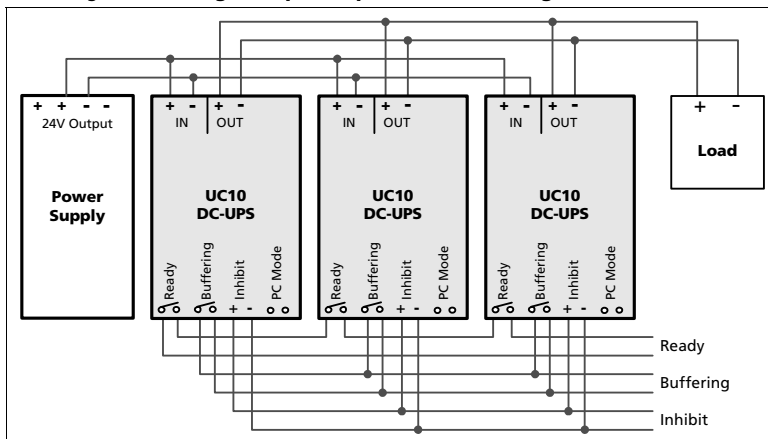 + + - -
24V Output
Power
Supply
+ - + -
IN OUT
UC10
DC-UPS
Ready
Buffering
+ Inhibit -
PC Mode
+ - + -
IN OUT
UC10
DC-UPS
Ready
Buffering
+ Inhibit -
PC Mode
+ - + -
IN OUT
UC10
DC-UPS
Ready
Buffering
+ Inhibit -
PC Mode
+ -
Load
Ready
Buffering
Inhibit